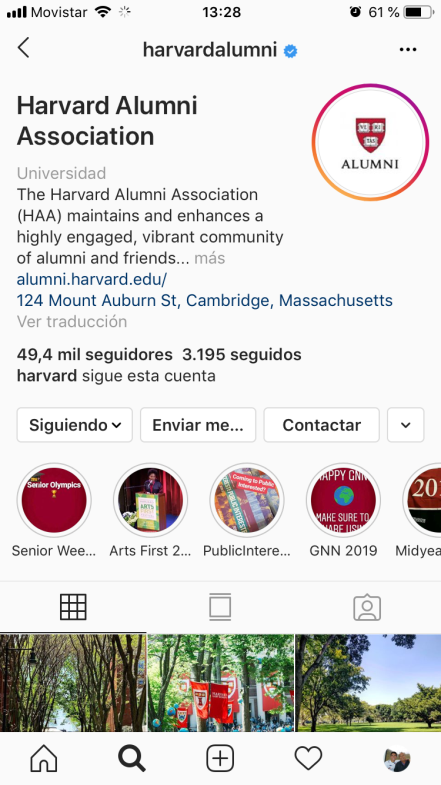 Movistar 13:28 61 %
harvardalumni
Harvard Alumni
Association
VE RI
TAS
ALUMNI
Universidad
The Harvard Alumni Association
(HAA) maintains and enhances a
highly engaged, vibrant community
of alumni and friends... más
alumni.harvard.edu/
124 Mount Auburn St, Cambridge, Massachusetts
Ver traducción
49,4 mil seguidores 3.195 seguidos
harvard sigue esta cuenta
Siguiendo Enviar me... Contactar
Senior Olympics
ARTS
Coming to Public
Interested?
APPY GNN
MAKE SURE TO
HARE USIN
201
Senior Wee... Arts First 2... PublicIntere... GNN 2019 Midyea